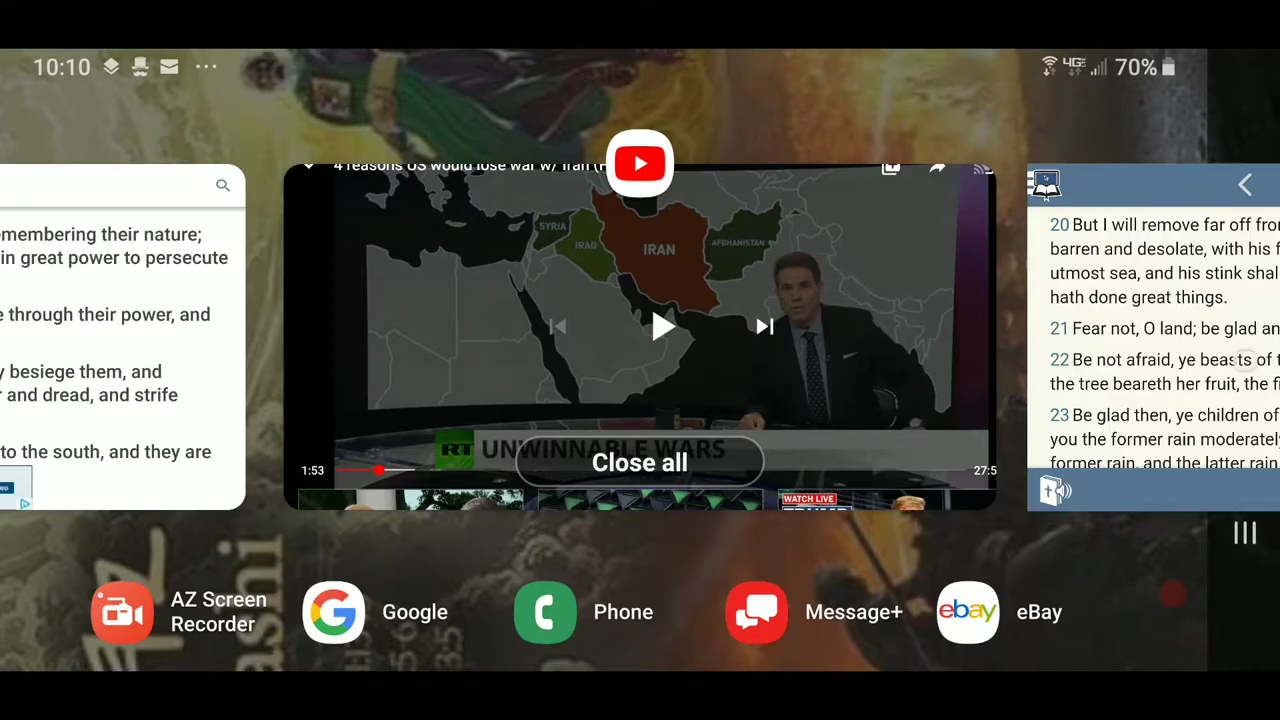 10:10
4G
70%
4 reasons US would lose war w/ Iran
emembering their nature;
in great power to persecute
e through their power, and
y besiege them, and
r and dread, and strife
to the south, and they are
SYRIA
IRAQ
IRAN
AFGHANISTAN
RT UNWINNABLE WARS
1:53
27:5
Close all
WATCH LIVE
20 But I will remove far off fro
barren and desolate, with his f
utmost sea, and his stink shal
hath done great things.
21 Fear not, O land; be glad an
22 Be not afraid, ye beasts of t
the tree beareth her fruit, the fi
23 Be glad then, ye children of
you the former rain moderately
former rain, and the latter rain
AZ Screen
Recorder
Google
Phone
Message+
ebay
eBay